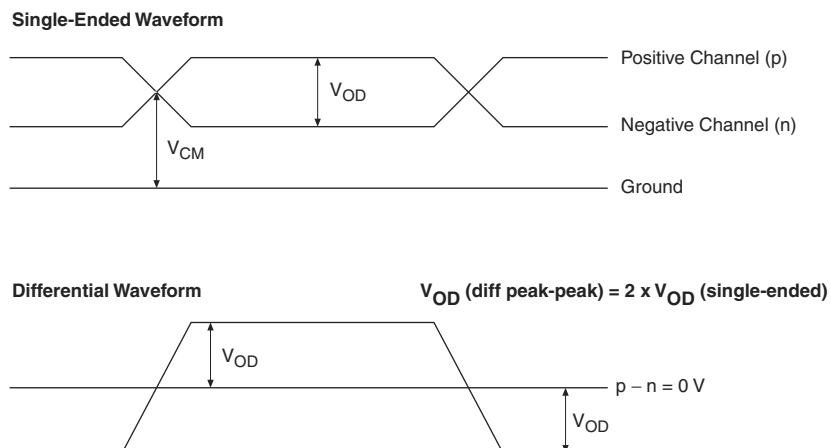 Single-Ended Waveform
Positive Channel (p)
VOD
Negative Channel (n)
VCM
Ground
Differential Waveform
VOD (diff peak-peak) = 2 x VOD (single-ended)
VOD
p – n = 0 V
VOD